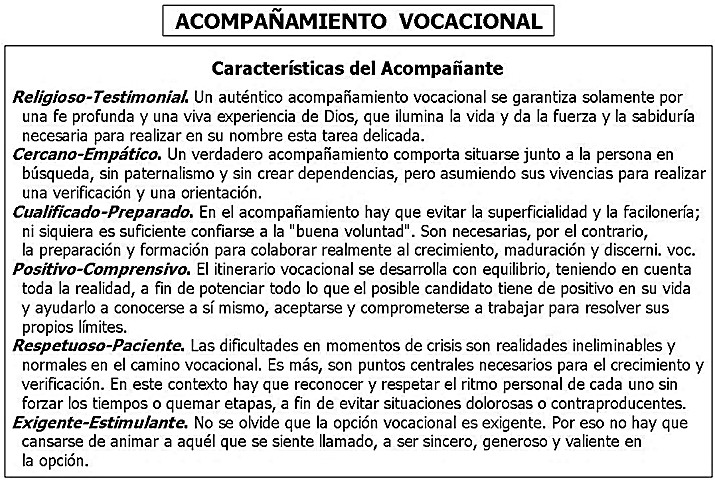 ACOMPAÑAMIENTO VOCACIONAL
Características del Acompañante
Religioso-Testimonial. Un auténtico acompañamiento vocacional se garantiza solamente por
una fe profunda y una viva experiencia de Dios, que ilumina la vida y da la fuerza y la sabiduría
necesaria para realizar en su nombre esta tarea delicada.
Cercano-Empático. Un verdadero acompañamiento comporta situarse junto a la persona en
búsqueda, sin paternalismo y sin crear dependencias, pero asumiendo sus vivencias para realizar
una verificación y una orientación.
Cualificado-Preparado. En el acompañamiento hay que evitar la superficialidad y la facilonería;
ni siquiera es suficiente confiarse a la "buena voluntad". Son necesarias, por el contrario,
la preparación y formación para colaborar realmente al crecimiento, maduración y discerni. voc.
Positivo-Comprensivo. El itinerario vocacional se desarrolla con equilibrio, teniendo en cuenta
toda la realidad, a fin de potenciar todo lo que el posible candidato tiene de positivo en su vida
y ayudarlo a conocerse a sí mismo, aceptarse y comprometerse a trabajar para resolver sus
propios límites.
Respetuoso-Paciente. Las dificultades en momentos de crisis son realidades ineliminables y
normales en el camino vocacional. Es más, son puntos centrales necesarios para el crecimiento y
verificación. En este contexto hay que reconocer y respetar el ritmo personal de cada uno sin
forzar los tiempos o quemar etapas, a fin de evitar situaciones dolorosas o contraproducentes.
Exigente-Estimulante. No se olvide que la opción vocacional es exigente. Por eso no hay que
cansarse de animar a aquél que se siente llamado, a ser sincero, generoso y valiente en
la opción.